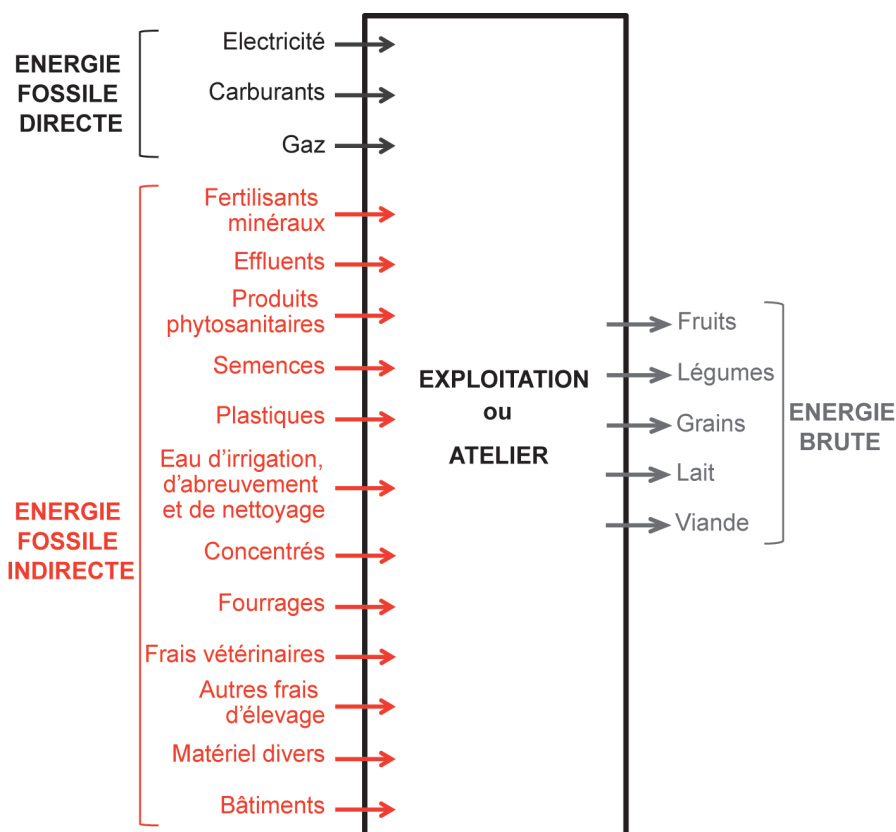 ENERGIE
FOSSILE
DIRECTE
Electricité
Carburants
Gaz
ENERGIE
FOSSILE
INDIRECTE
Fertilisants
minéraux
Effluents
Produits
phytosanitaires
Semences
Plastiques
Eau d'irrigation,
d'abreuvement
et de nettoyage
Concentrés
Fourrages
Frais vétérinaires
Autres frais
d'élevage
Matériel divers
Bâtiments
EXPLOITATION
ou
ATELIER
Fruits
Légumes
Grains
Lait
Viande
ENERGIE
BRUTE